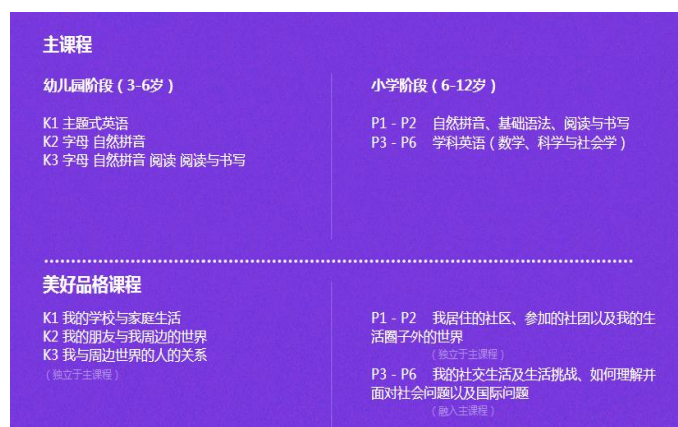 主课程
幼儿园阶段（3-6岁）
K1 主题式英语
K2 字母 自然拼音
K3 字母 自然拼音 阅读 阅读与书写
小学阶段（6-12岁）
P1 - P2 自然拼音、基础语法、阅读与书写
P3 - P6 学科英语（数学、科学与社会学）
美好品格课程
K1 我的学校与家庭生活
K2 我的朋友与我周边的世界
K3 我与周边世界的人的关系
（独立于主课程）
P1 - P2 我居住的社区、参加的社团以及我的生
活圈子外的世界
（独立于主课程）
P3 - P6 我的社交生活及生活挑战、如何理解并
面对社会问题以及国际问题
（融入主课程）